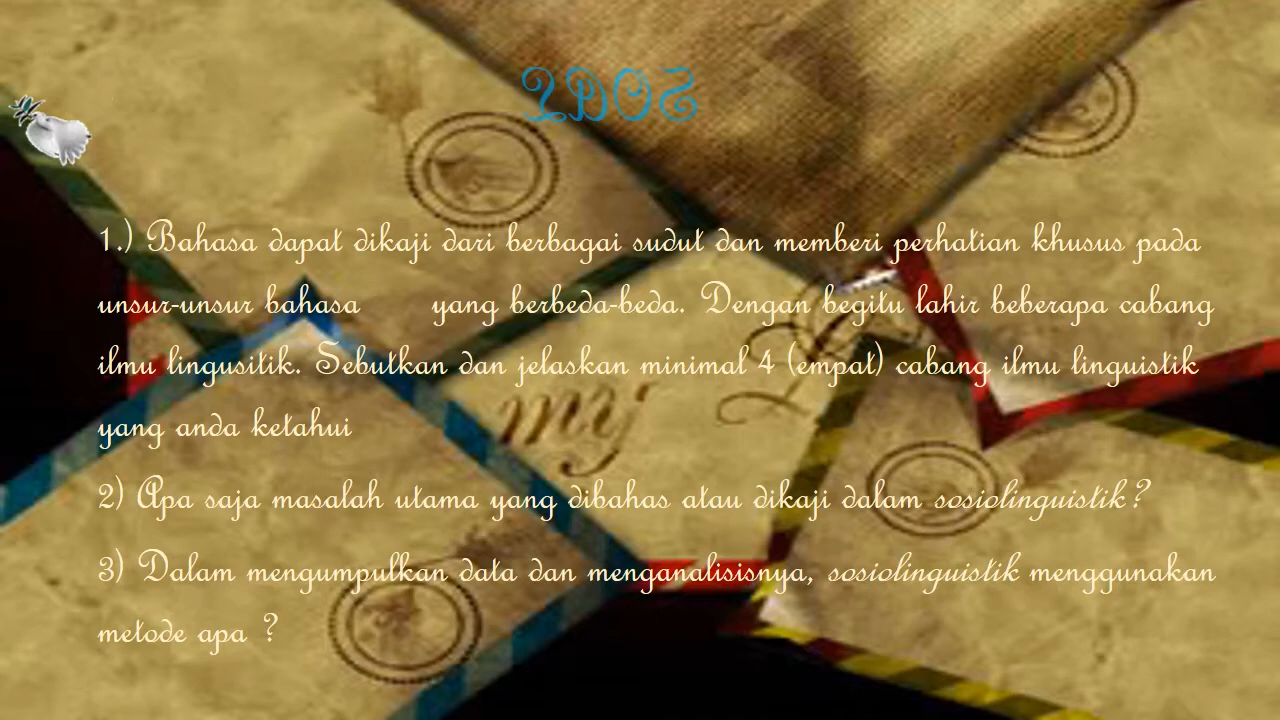 SOAL
1.) Bahasa dapat dikaji dari berbagai sudut dan memberi perhatian khusus pada
unsur-unsur bahasa yang berbeda-beda. Dengan begitu lahir beberapa cabang
ilmu lingusitik. Sebutkan dan jelaskan minimal 4 (empat) cabang ilmu linguistik
yang anda ketahui
my
2) Apa saja masalah utama yang dibahas atau dikaji dalam sosiolinguistik?
3) Dalam mengumpulkan data dan menganalisisnya, sosiolinguistik menggunakan
metode apa ?